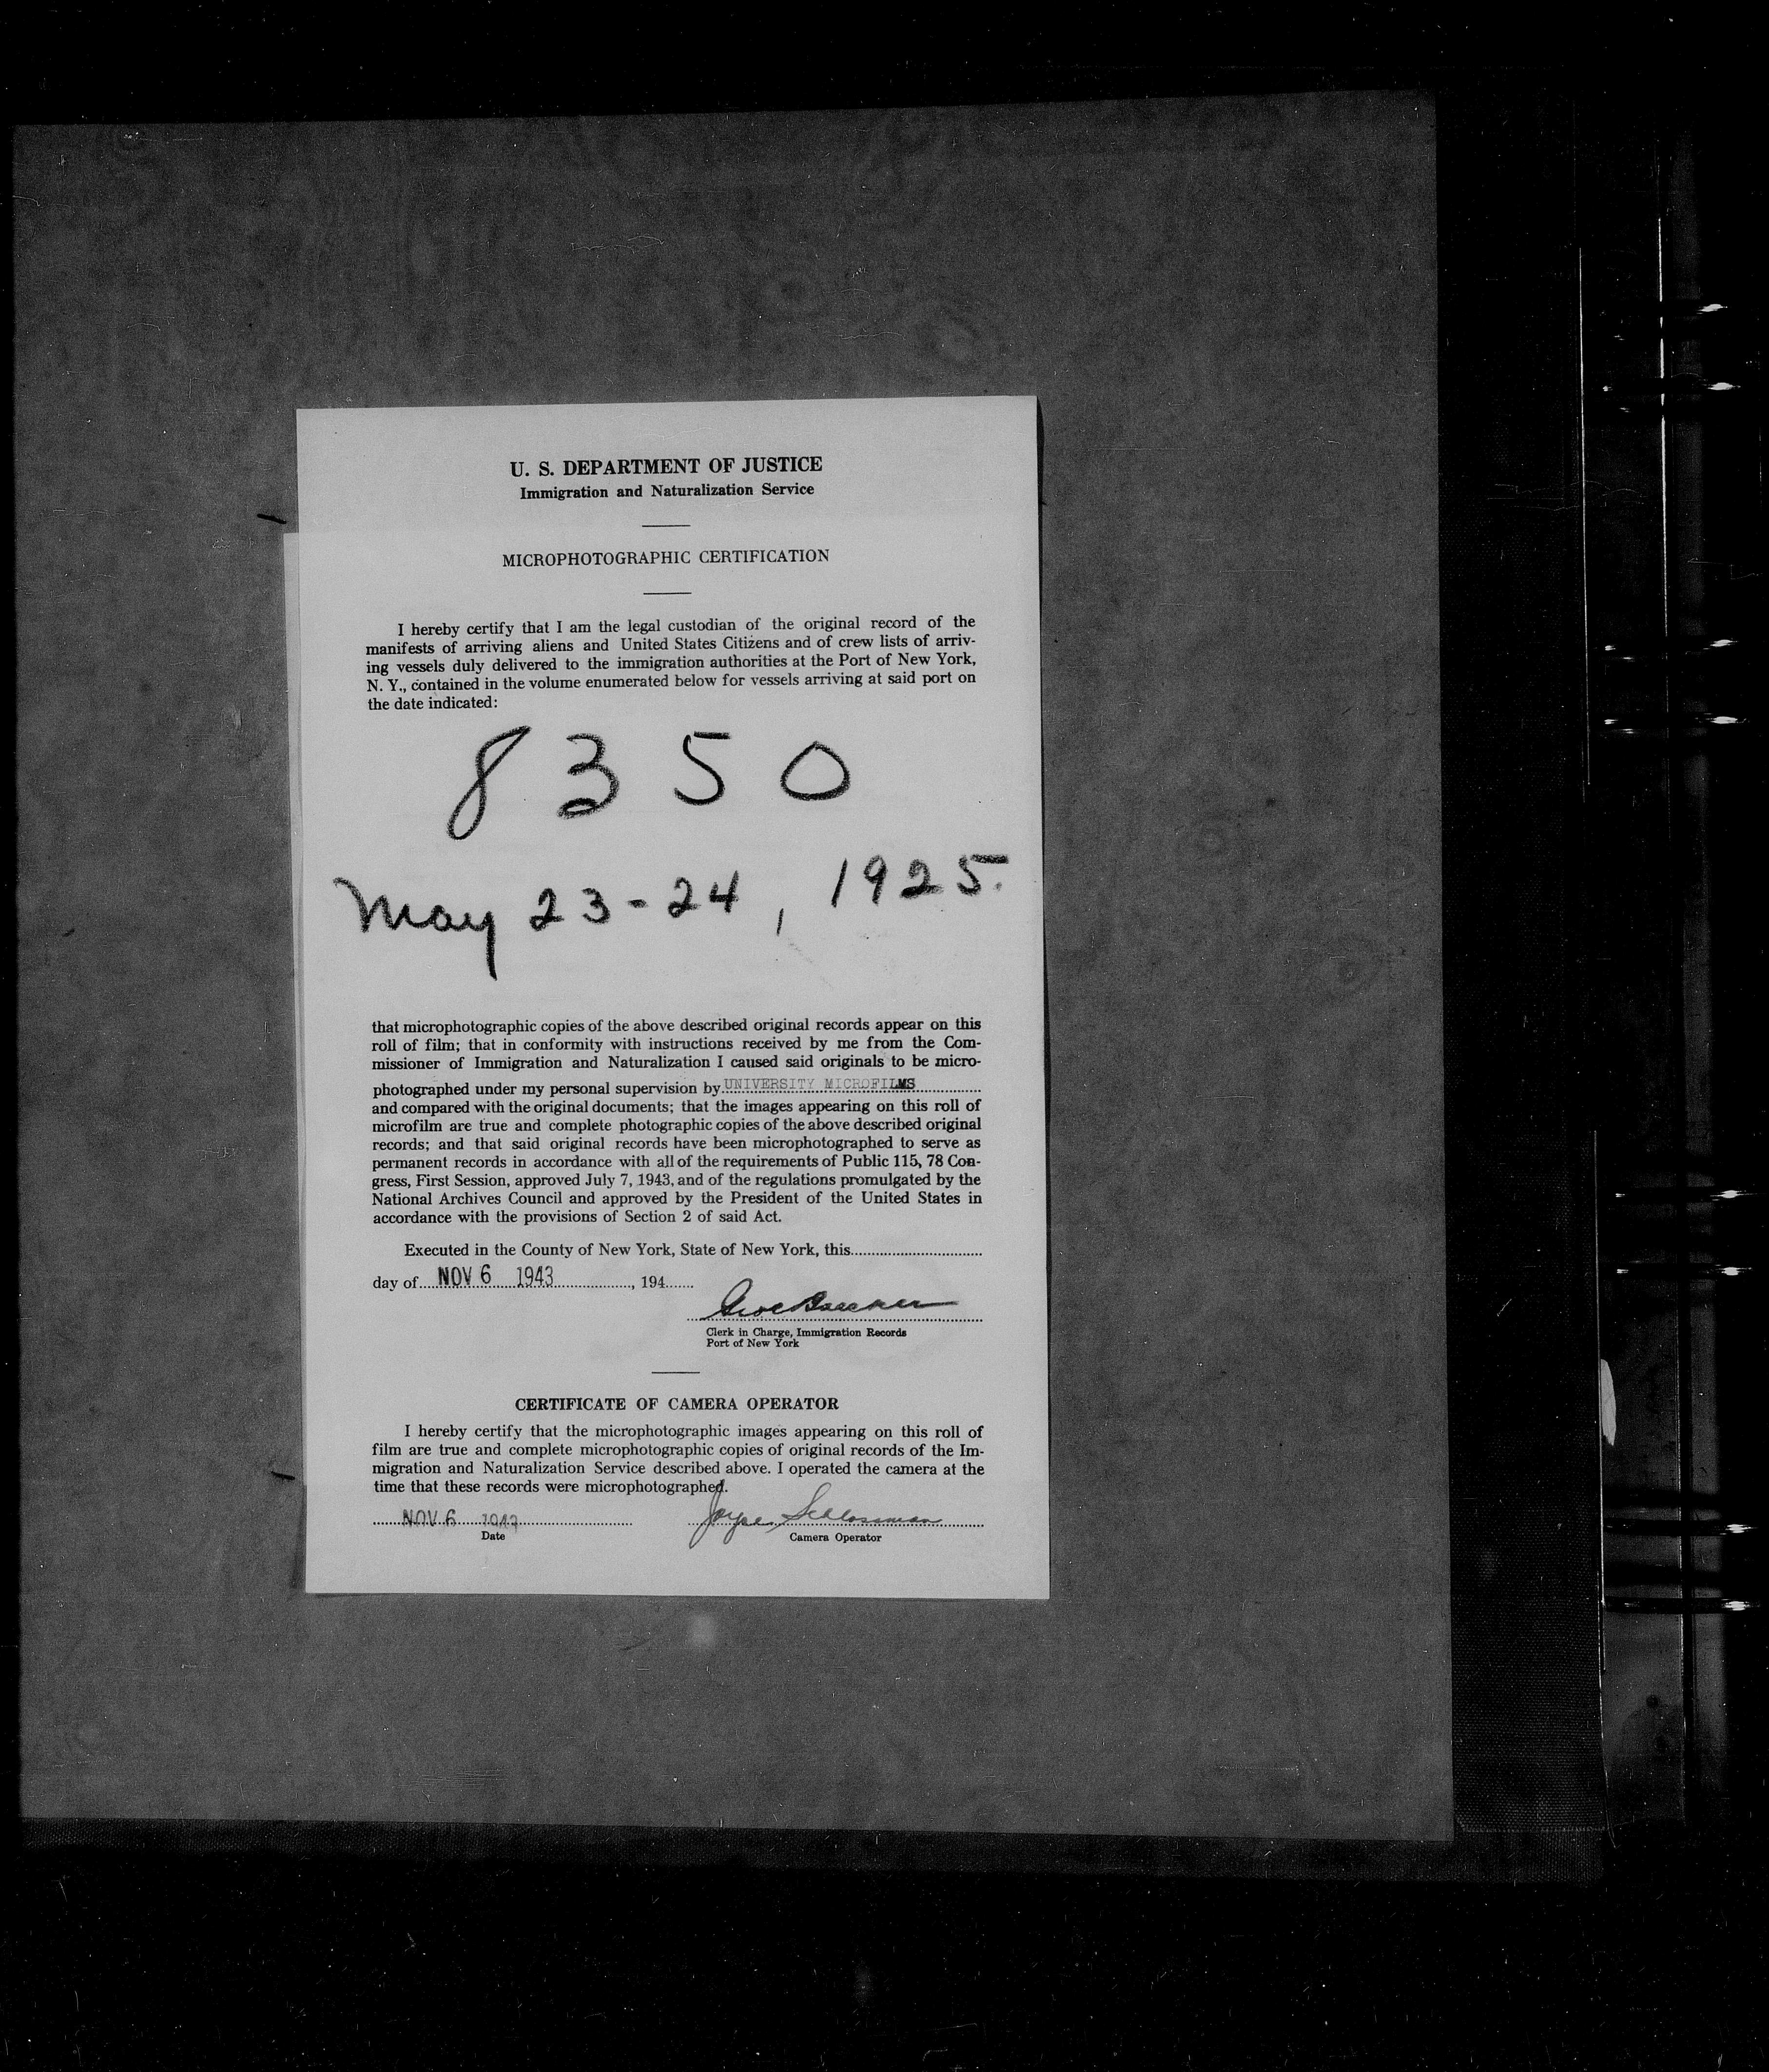 U. S. DEPARTMENT OF JUSTICE
Immigration and Naturalization Service
MICROPHOTOGRAPHIC CERTIFICATION
I hereby certify that I am the legal custodian of the original record of the
manifests of arriving aliens and United States Citizens and of crew lists of arriv-
ing vessels duly delivered to the immigration authorities at the Port of New York,
N. Y., contained in the volume enumerated below for vessels arriving at said port on
the date indicated:
8350
May 23-24, 1925.
that microphotographic copies of the above described original records appear on this
roll of film; that in conformity with instructions received by me from the Com-
missioner of Immigration and Naturalization I caused said originals to be micro-
photographed under my personal supervision by UNIVERSITY MICROFILMS
and compared with the original documents; that the images appearing on this roll of
microfilm are true and complete photographic copies of the above described original
records; and that said original records have been microphotographed to serve as
permanent records in accordance with all of the requirements of Public 115, 78 Con-
gress, First Session, approved July 7, 1943, and of the regulations promulgated by the
National Archives Council and approved by the President of the United States in
accordance with the provisions of Section 2 of said Act.
Executed in the County of New York, State of New York, this
day of NOV 6 1943, 194
Clerk in Charge, Immigration Records
Port of New York
CERTIFICATE OF CAMERA OPERATOR
I hereby certify that the microphotographic images appearing on this roll of
film are true and complete microphotographic copies of original records of the Im-
migration and Naturalization Service described above. I operated the camera at the
time that these records were microphotographed.
NOV 6 1943 Joyce Schlossman
Date Camera Operator